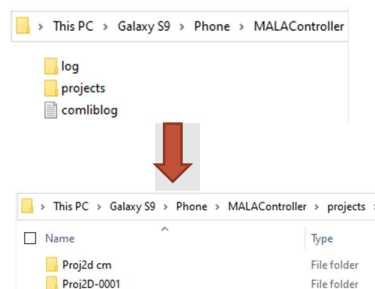 > This PC > Galaxy S9 > Phone > MALAController
log
projects
comliblog
> This PC > Galaxy S9 > Phone > MALAController > projects >
Name Type
Proj2d cm File folder
Proj2D-0001 File folder